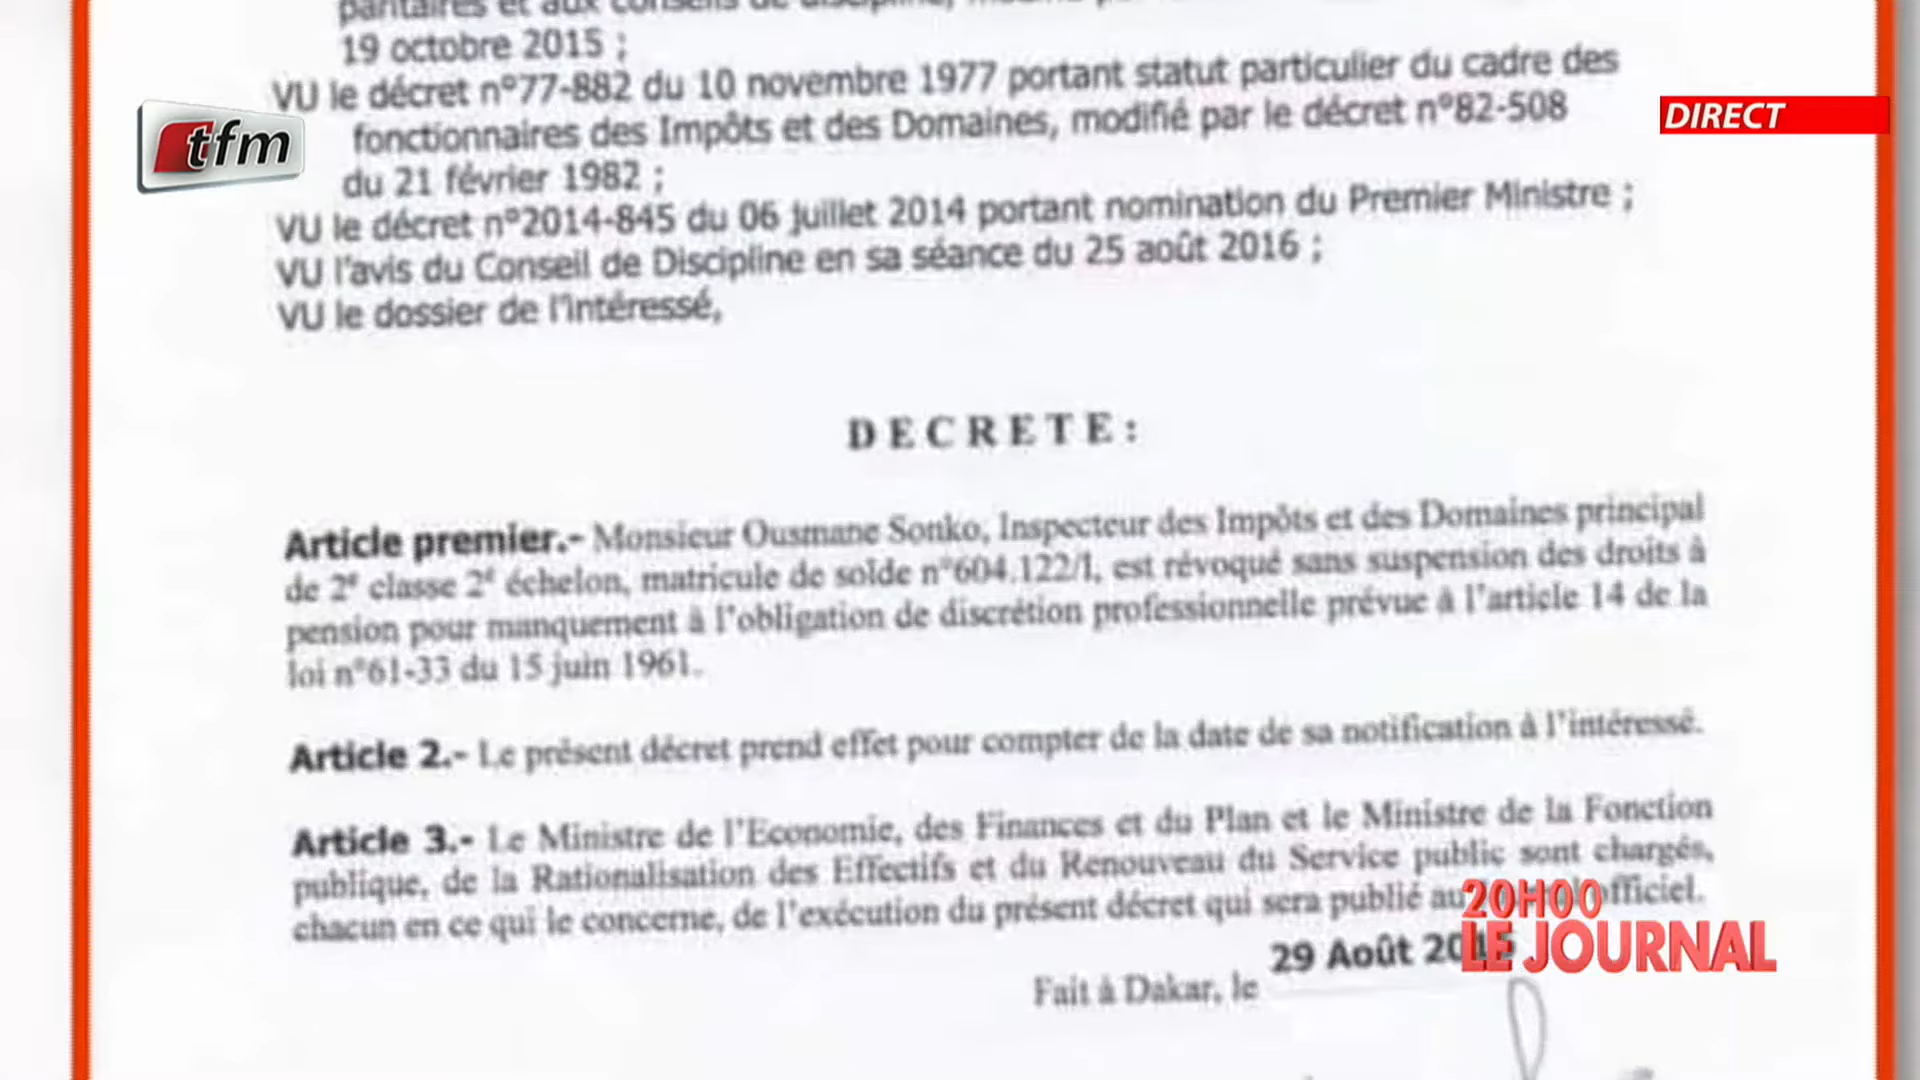 19 octobre 2015 ;
VU le décret n°77-882 du 10 novembre 1977 portant statut particulier du cadre des
fonctionnaires des Impôts et des Domaines, modifié par le décret n°82-508
du 21 février 1982 ;
VU le décret n°2014-845 du 06 juillet 2014 portant nomination du Premier Ministre ;
VU l'avis du Conseil de Discipline en sa séance du 25 août 2016 ;
VU le dossier de l'intéressé,
tfm
DIRECT
DECRETE :
Article premier.- Monsieur Ousmane Sonko, Inspecteur des Impôts et des Domaines principal
de 2e classe 2e échelon, matricule de solde n°604.122/I, est révoqué sans suspension des droits à
pension pour manquement à l'obligation de discrétion professionnelle prévue à l'article 14 de la
loi n°61-33 du 15 juin 1961.
Article 2.- Le présent décret prend effet pour compter de la date de sa notification à l'intéressé.
Article 3.- Le Ministre de l'Economie, des Finances et du Plan et le Ministre de la Fonction
publique, de la Rationalisation des Effectifs et du Renouveau du Service public sont chargés,
chacun en ce qui le concerne, de l'exécution du présent décret qui sera publié au officiel.
Fait à Dakar, le 29 Août
20H00
LE JOURNAL